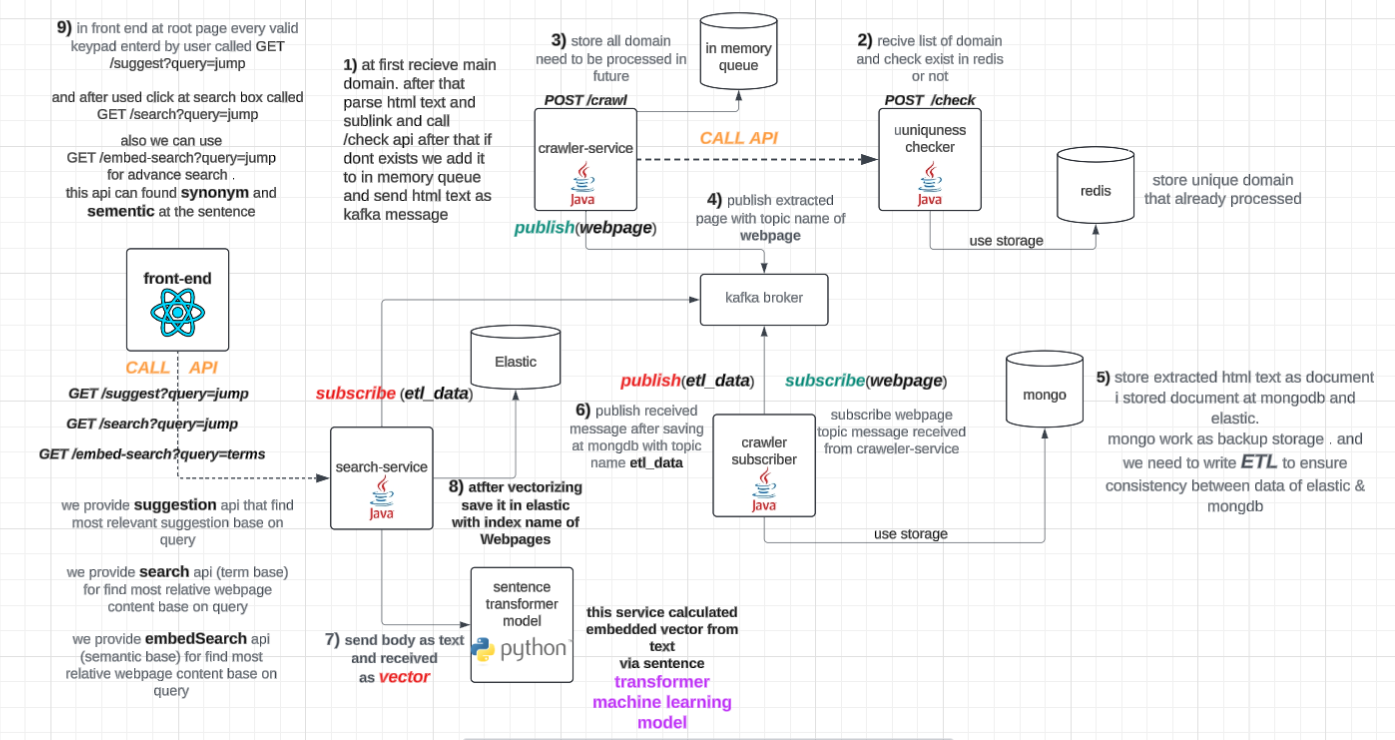 9) in front end at root page every valid
keypad enterd by user called GET
/suggest?query=jump
and after used click at search box called
GET /search?query=jump
also we can use
GET /embed-search?query=jump
for advance search .
this api can found synonym and
sementic at the sentence
1) at first recieve main
domain. after that
parse html text and
sublink and call
/check api after that if
dont exists we add it
to in memory queue
and send html text as
kafka message
3) store all domain
need to be processed in
future
in memory
queue
2) recive list of domain
and check exist in redis
or not
POST /crawl
crawler-service
Java
CALL API
POST /check
uuniquness
checker
Java
redis
store unique domain
that already processed
use storage
publish(webpage)
4) publish extracted
page with topic name of
webpage
kafka broker
front-end
CALL API
GET /suggest?query=jump
GET /search?query=jump
GET /embed-search?query=terms
we provide suggestion api that find
most relevant suggestion base on
query
we provide search api (term base)
for find most relative webpage
content base on query
we provide embedSearch api
(semantic base) for find most
relative webpage content base on
query
Elastic
subscribe (etl_data)
search-service
Java
8) atfter vectorizing
save it in elastic
with index name of
Webpages
publish(etl_data)
subscribe(webpage)
6) publish received
message after saving
at mongdb with topic
name etl_data
crawler
subscriber
Java
subscribe webpage
topic message received
from craweler-service
mongo
5) store extracted html text as document
i stored document at mongodb and
elastic.
mongo work as backup storage . and
we need to write ETL to ensure
consistency between data of elastic &
mongdb
use storage
7) send body as text
and received
as vector
sentence
transformer
model
python
this service calculated
embedded vector from
text
via sentence
transformer
machine learning
model